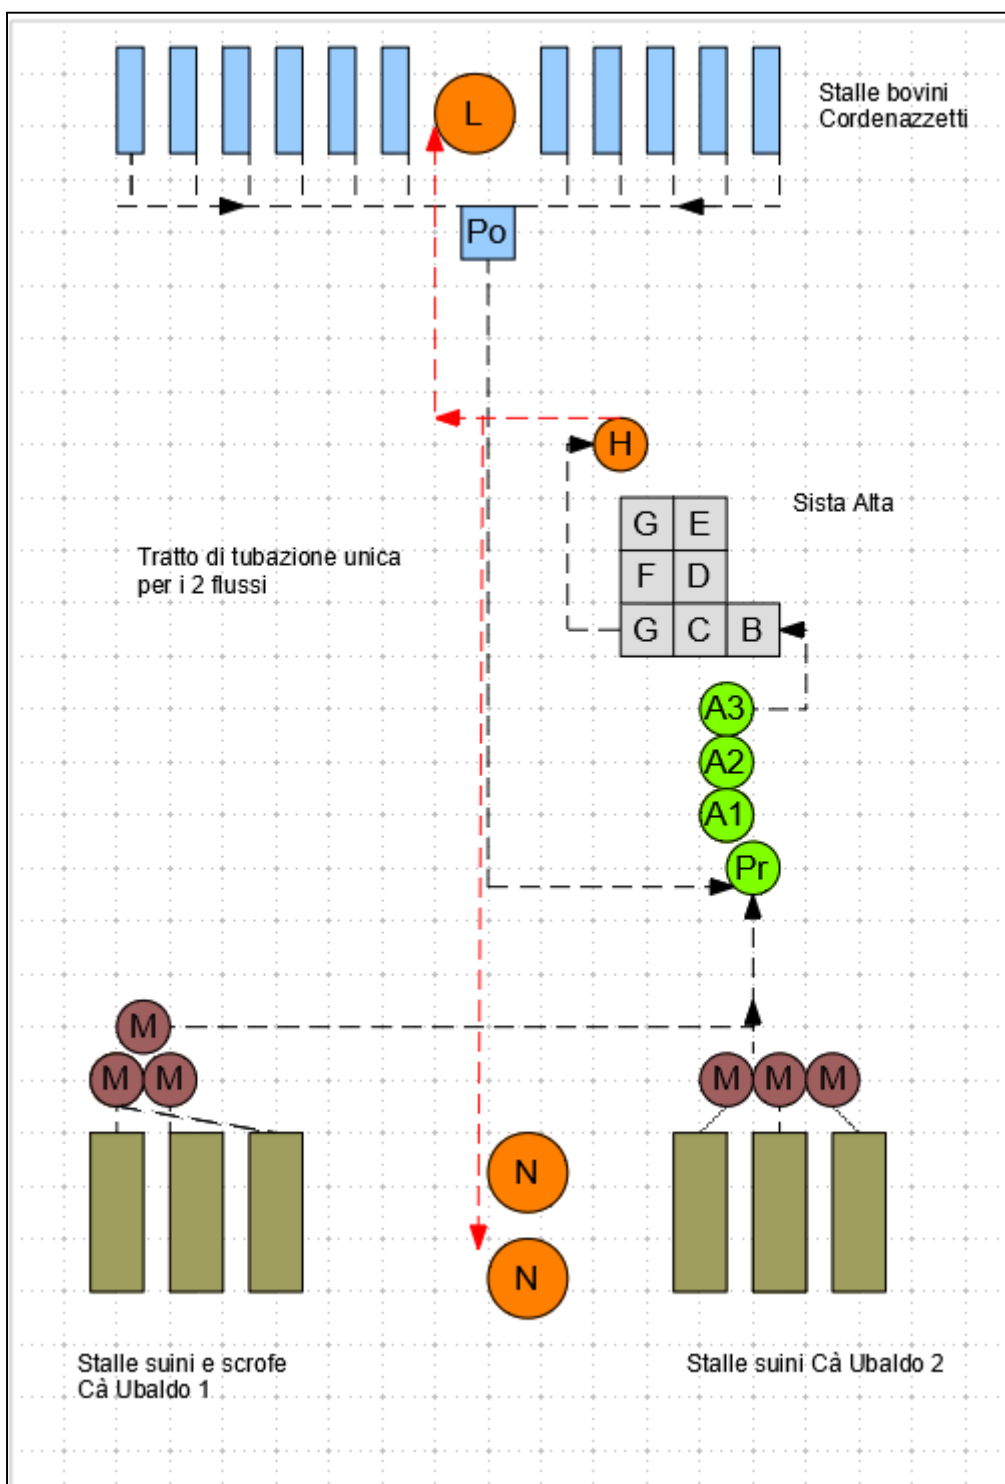 L
Stalle bovini
Cordenazzetti
Po
H
Sista Alta
G E
Tratto di tubazione unica
per i 2 flussi
F D
G C B
A3
A2
A1
Pr
M
M M
M M M
N
N
Stalle suini e scrofe
Cà Ubaldo 1
Stalle suini Cà Ubaldo 2